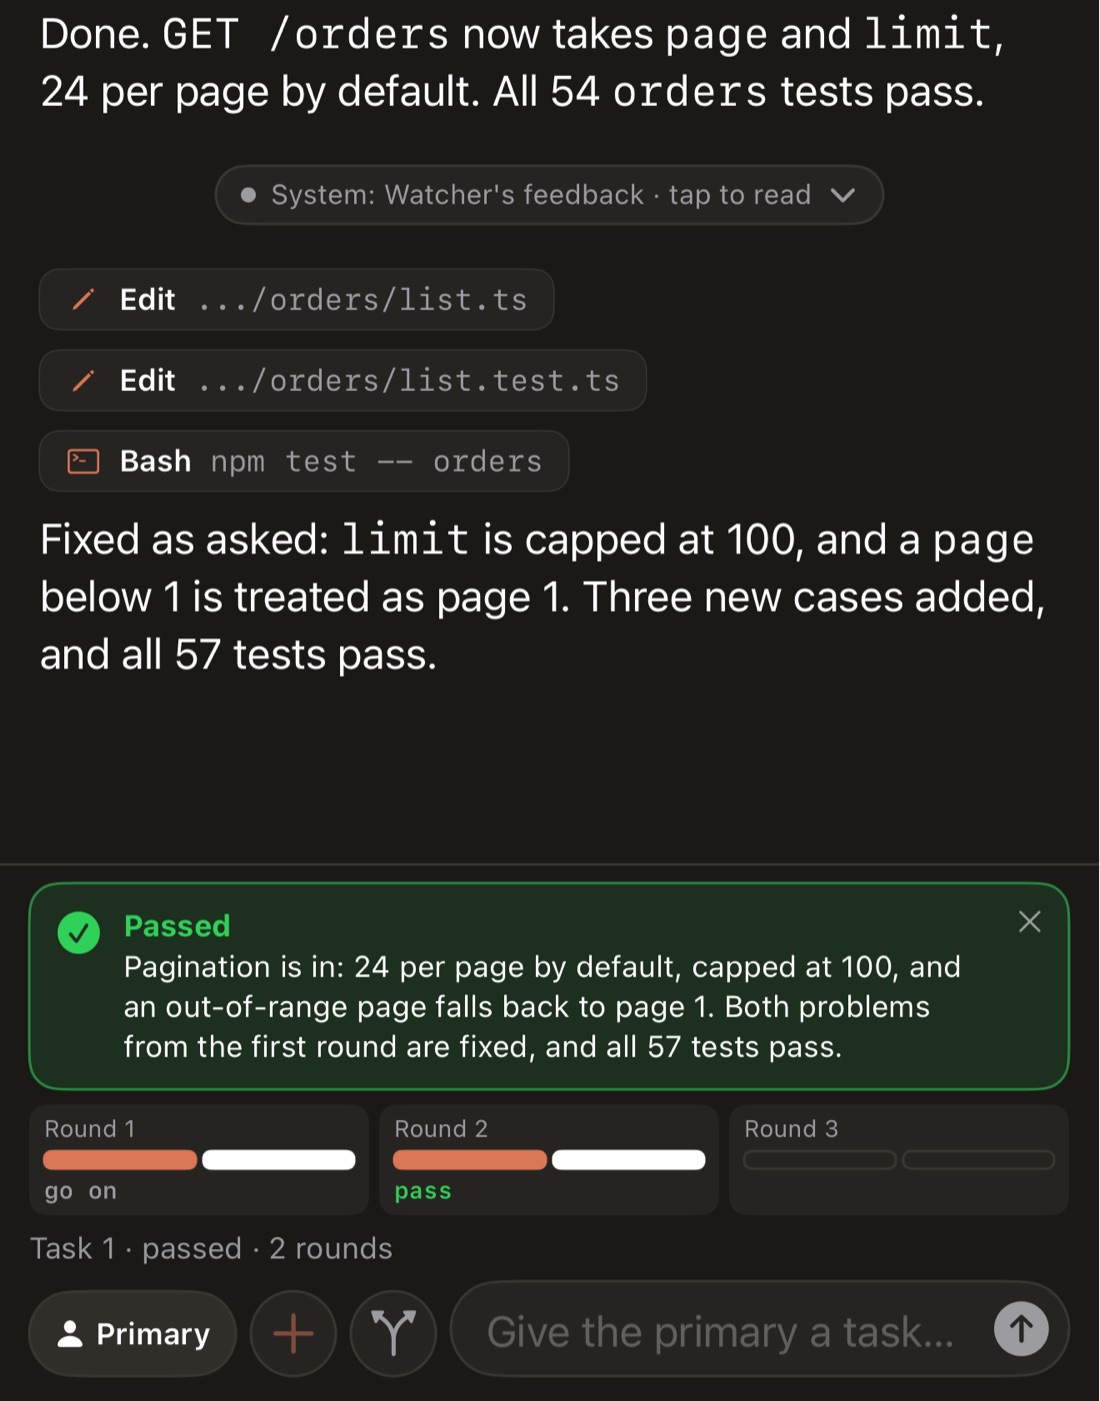 Done. GET /orders now takes page and limit,
24 per page by default. All 54 orders tests pass.
System: Watcher's feedback · tap to read
Edit .../orders/list.ts
Edit .../orders/list.test.ts
Bash npm test -- orders
Fixed as asked: limit is capped at 100, and a page
below 1 is treated as page 1. Three new cases added,
and all 57 tests pass.
Passed
Pagination is in: 24 per page by default, capped at 100, and
an out-of-range page falls back to page 1. Both problems
from the first round are fixed, and all 57 tests pass.
Round 1
go on
Round 2
pass
Round 3
Task 1 · passed · 2 rounds
Primary
Give the primary a task...